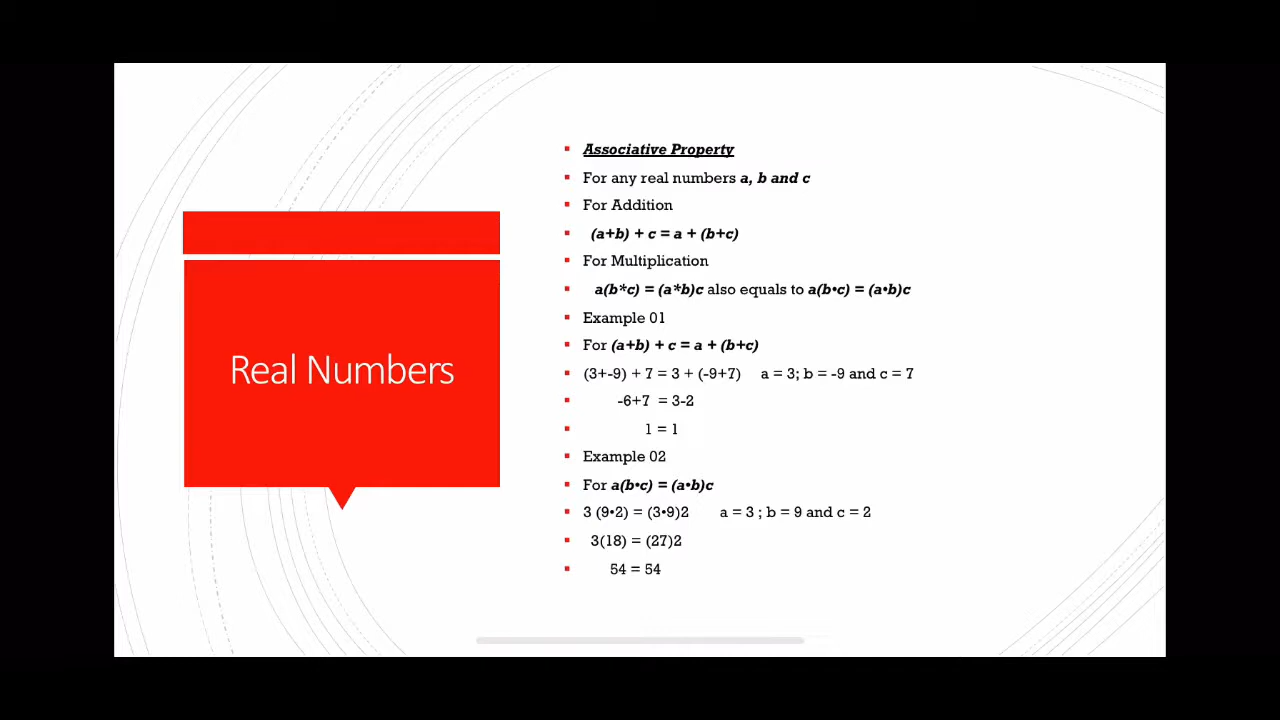 Real Numbers
Associative Property
For any real numbers a, b and c
For Addition
(a+b) + c = a + (b+c)
For Multiplication
a(b*c) = (a*b)c also equals to a(b•c) = (a•b)c
Example 01
For (a+b) + c = a + (b+c)
(3+-9) + 7 = 3 + (-9+7) a = 3; b = -9 and c = 7
-6+7 = 3-2
1 = 1
Example 02
For a(b•c) = (a•b)c
3 (9•2) = (3•9)2 a = 3 ; b = 9 and c = 2
3(18) = (27)2
54 = 54